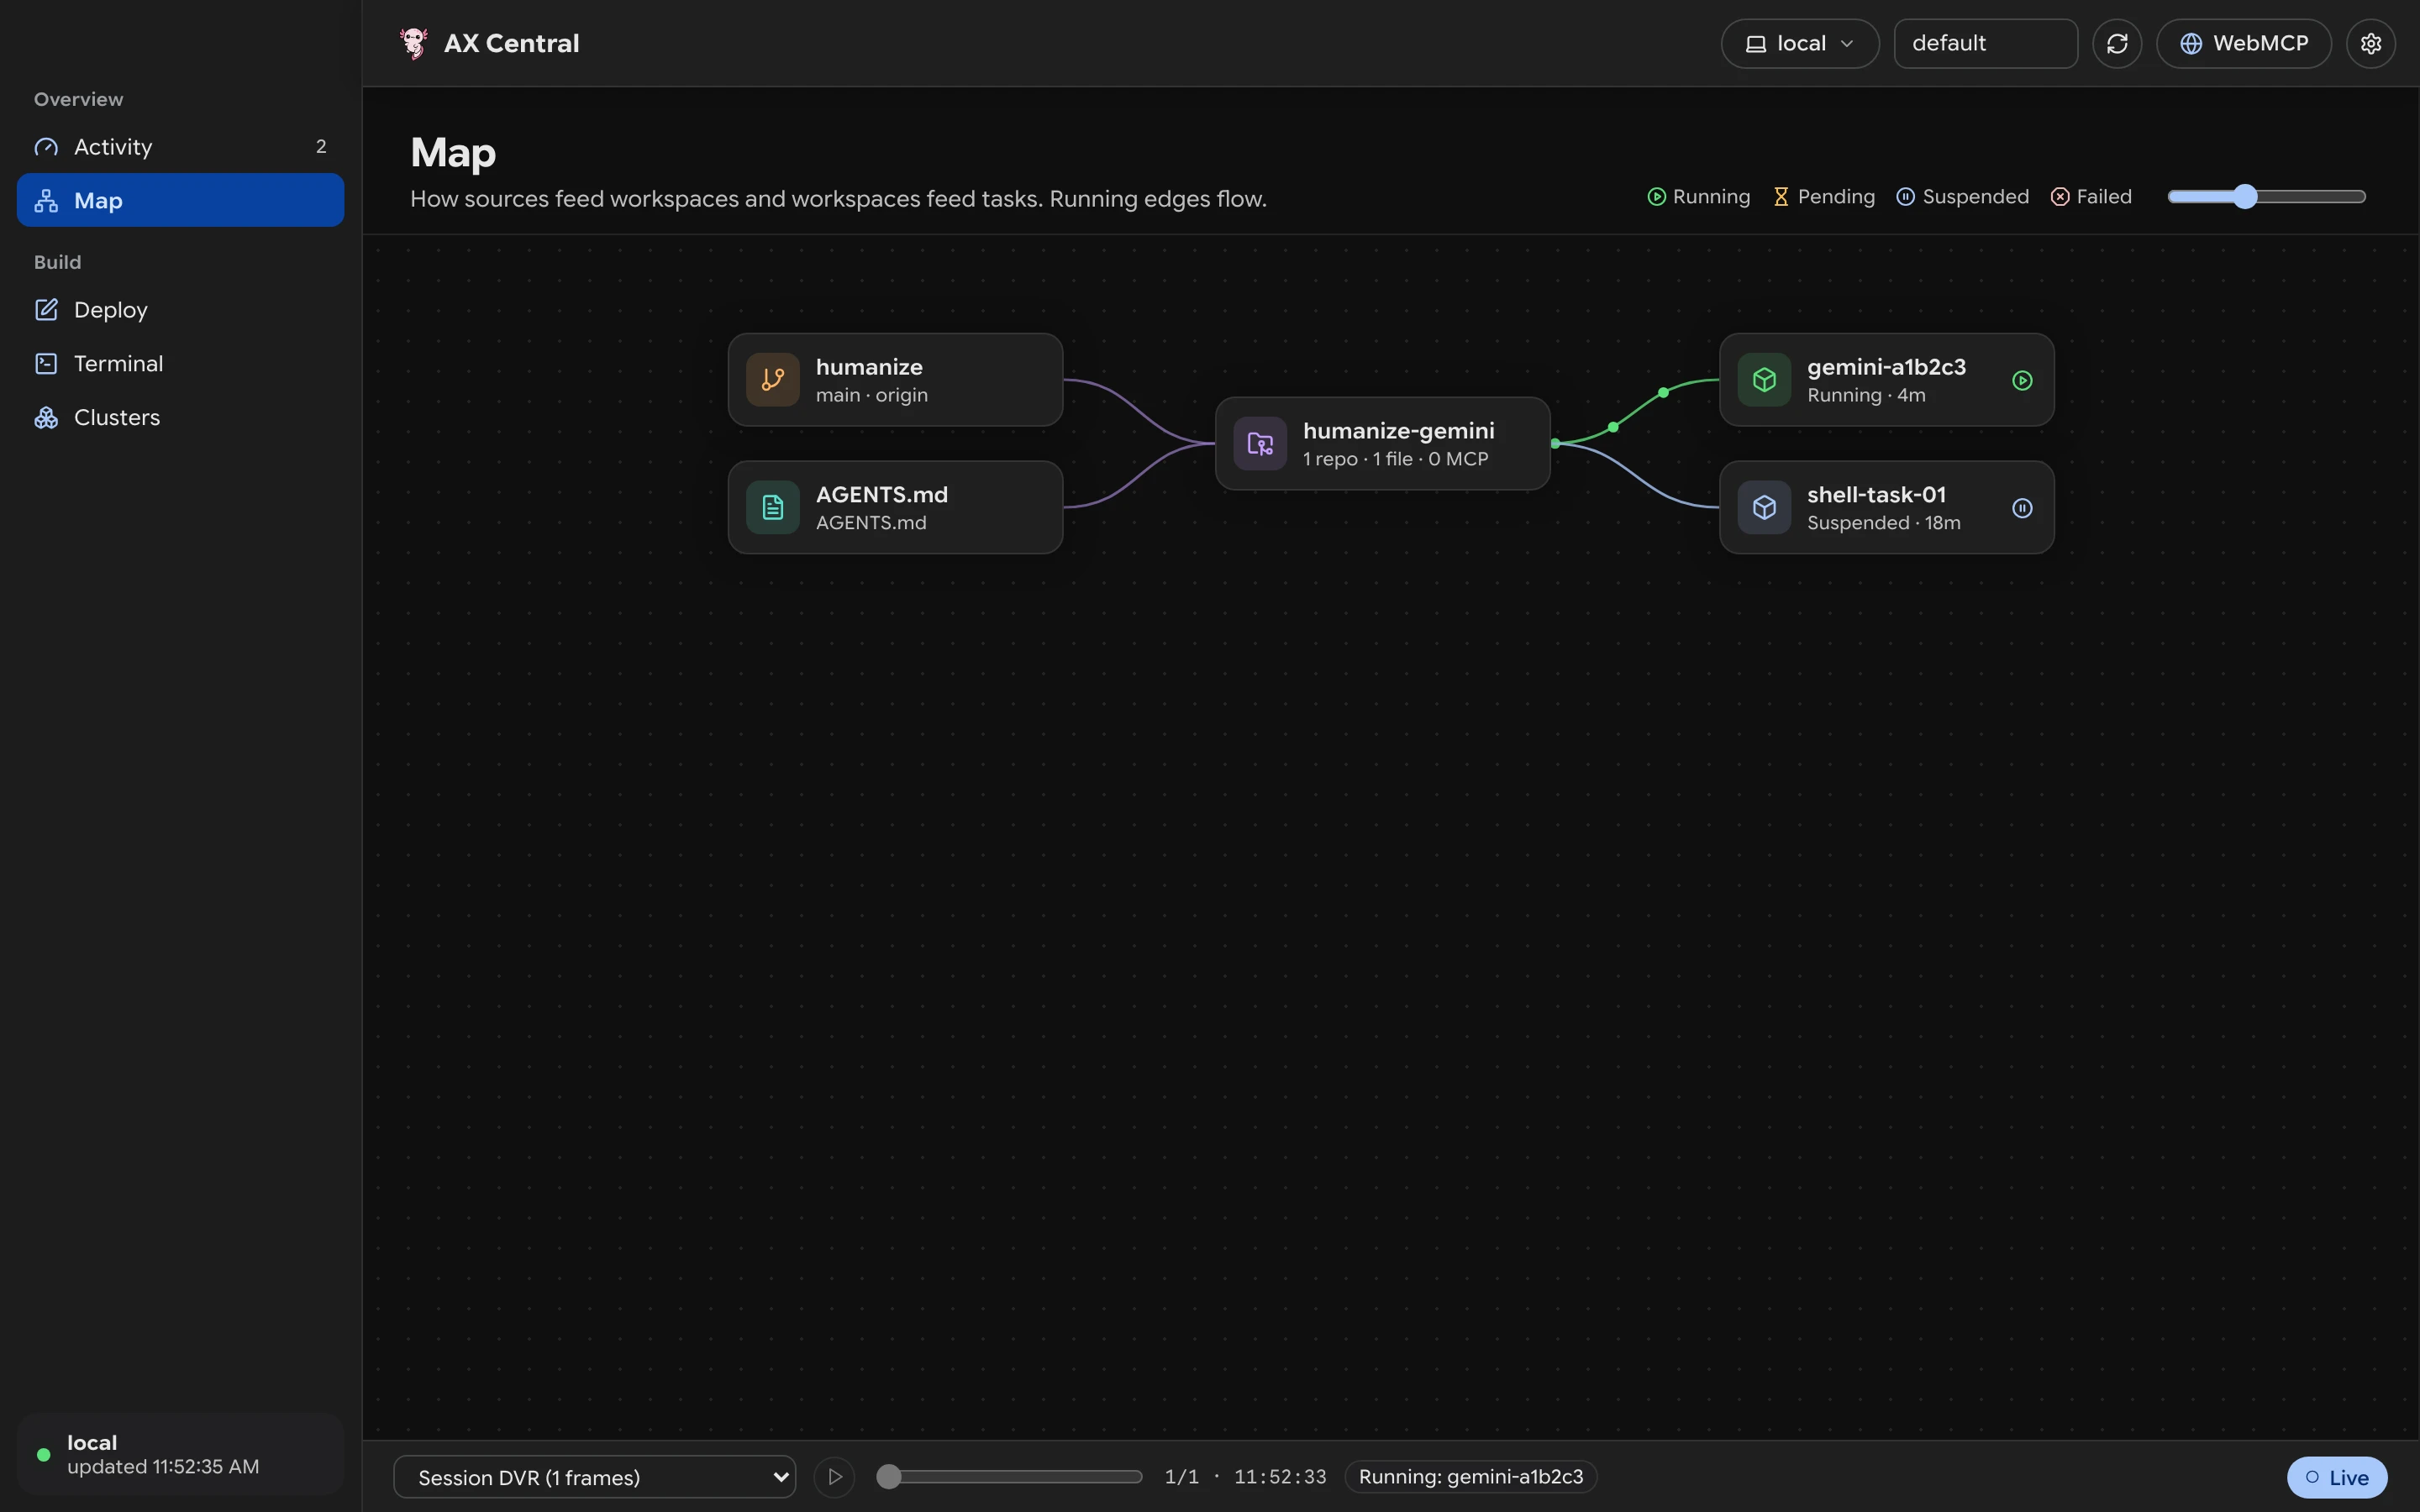 AX Central
local
default
WebMCP
Overview
Activity 2
Map
Build
Deploy
Terminal
Clusters
Map
How sources feed workspaces and workspaces feed tasks. Running edges flow.
Running
Pending
Suspended
Failed
humanize
main · origin
AGENTS.md
AGENTS.md
humanize-gemini
1 repo · 1 file · 0 MCP
gemini-a1b2c3
Running · 4m
shell-task-01
Suspended · 18m
local
updated 11:52:35 AM
Session DVR (1 frames)
1/1 · 11:52:33
Running: gemini-a1b2c3
Live